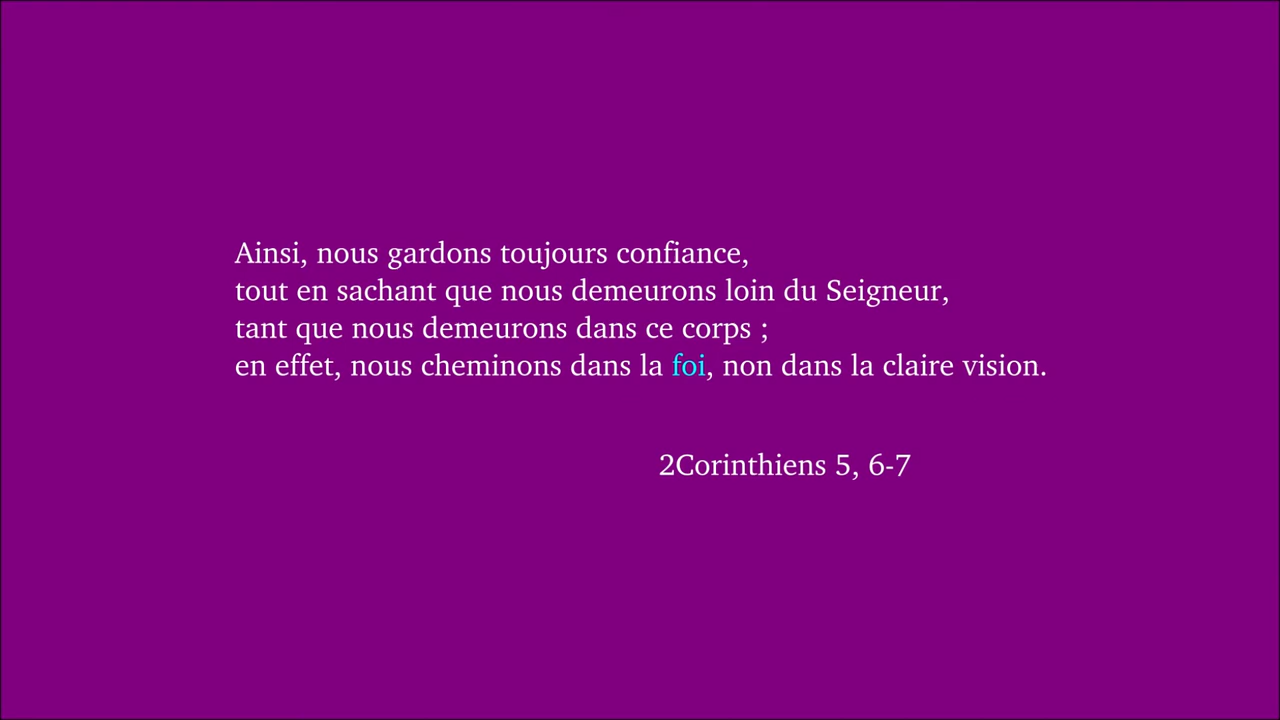 Ainsi, nous gardons toujours confiance,
tout en sachant que nous demeurons loin du Seigneur,
tant que nous demeurons dans ce corps ;
en effet, nous cheminons dans la foi, non dans la claire vision.
2Corinthiens 5, 6-7